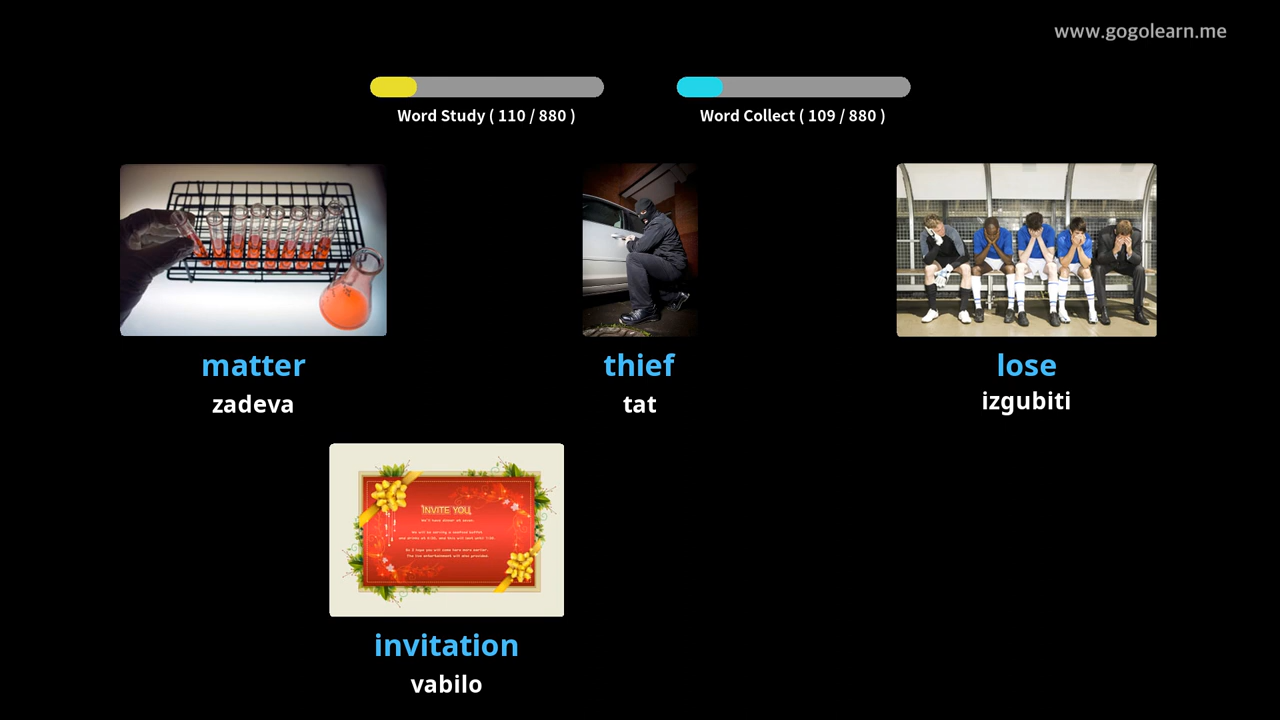 www.gogolearn.me
Word Study ( 110 / 880 )
Word Collect ( 109 / 880 )
matter
zadeva
thief
tat
lose
izgubiti
INVITE YOU
invitation
vabilo